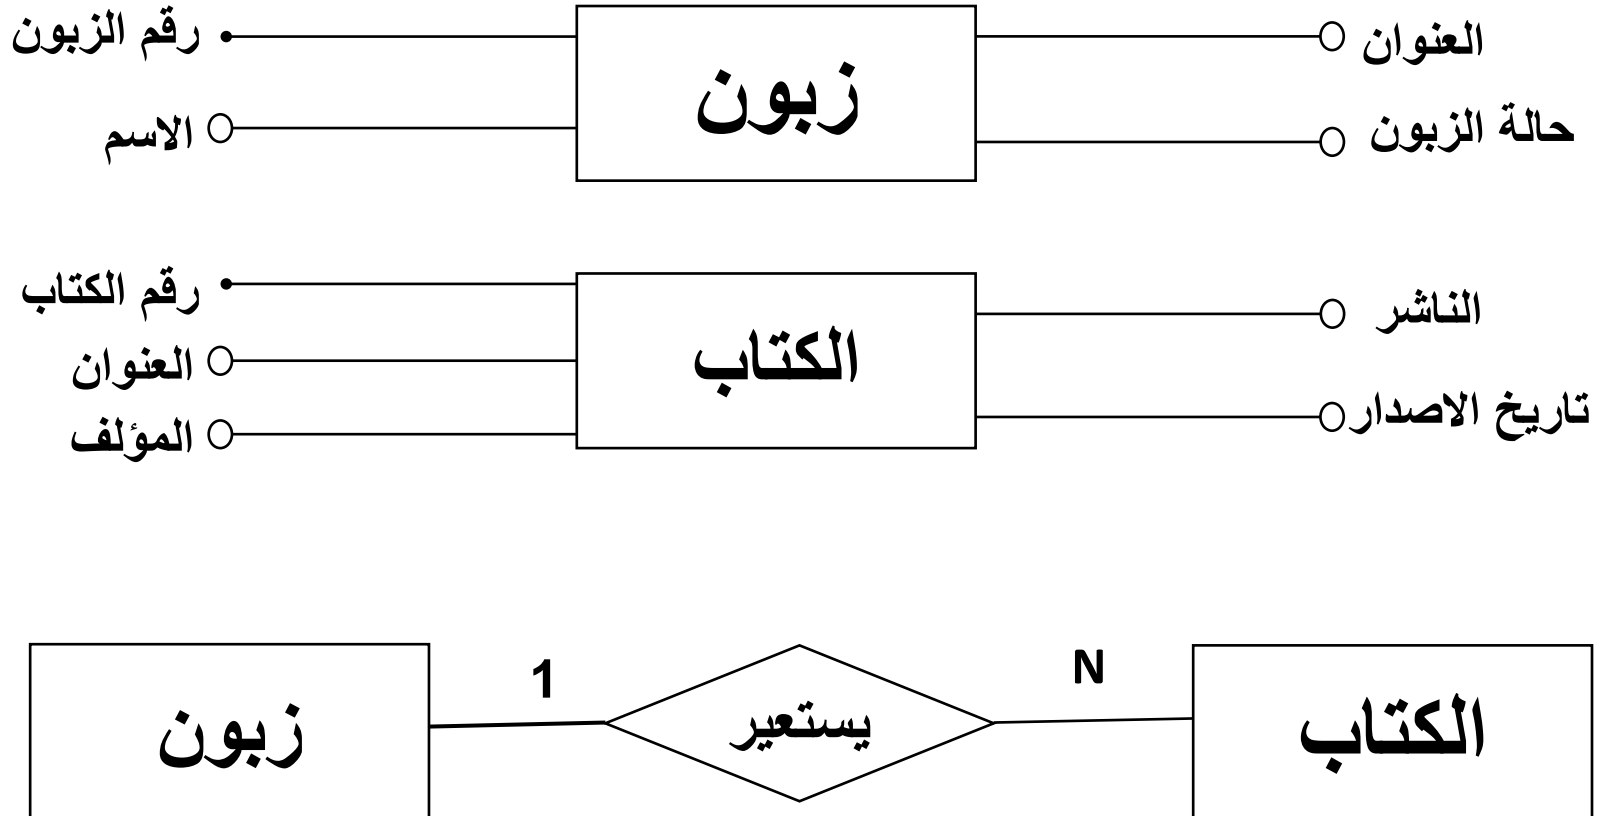 رقم الزبون
العنوان
زبون
الاسم
حالة الزبون
رقم الكتاب
الناشر
العنوان
الكتاب
المؤلف
تاريخ الاصدار
1
N
زبون
يستعير
الكتاب